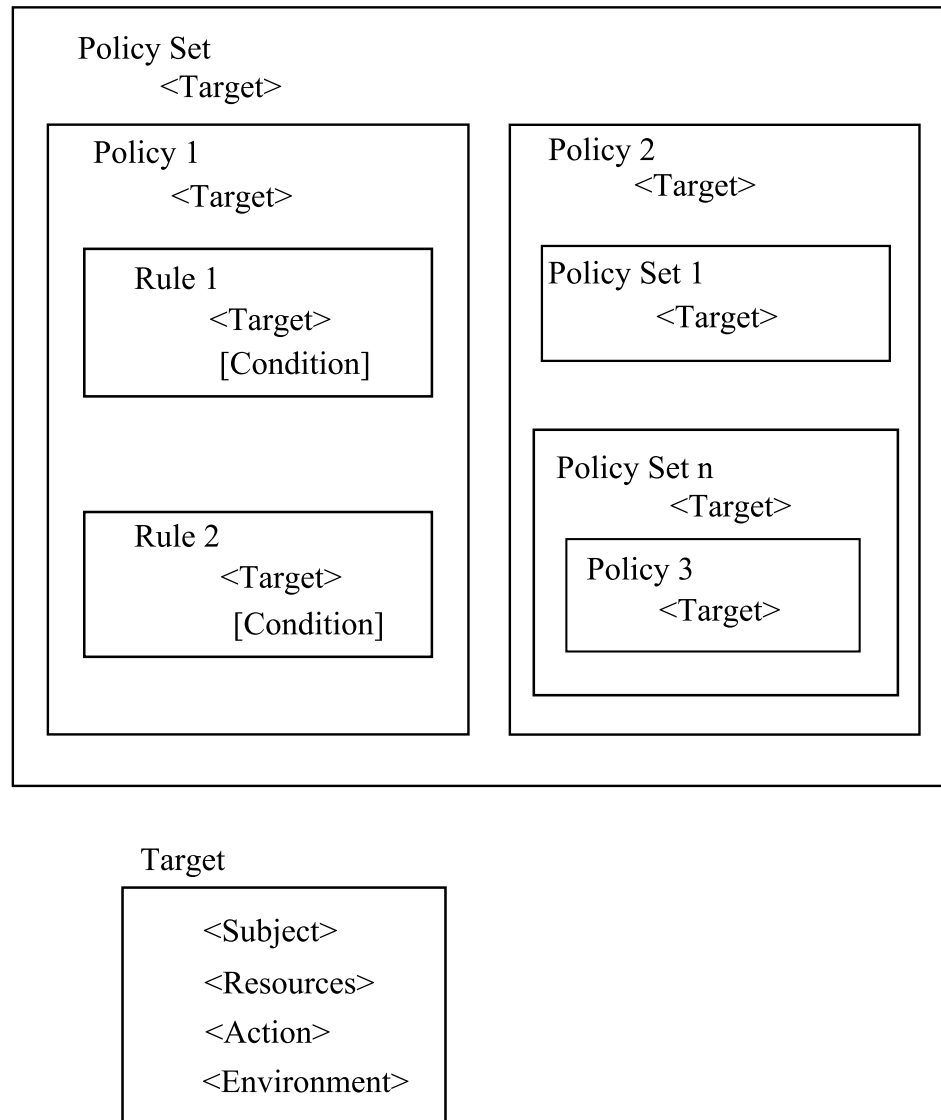 Policy Set
<Target>
Policy 1
<Target>
Rule 1
<Target>
[Condition]
Rule 2
<Target>
[Condition]
Policy 2
<Target>
Policy Set 1
<Target>
Policy Set n
<Target>
Policy 3
<Target>
Target
<Subject>
<Resources>
<Action>
<Environment>